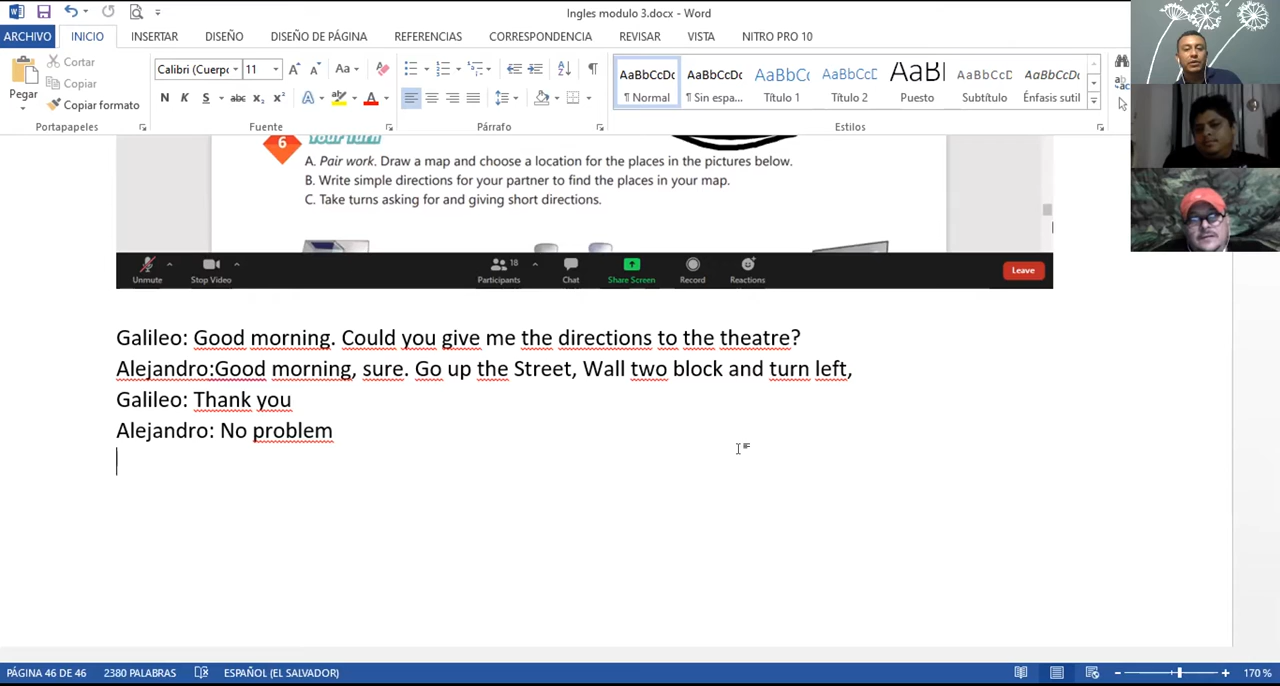 Ingles modulo 3.docx - Word
ARCHIVO INICIO INSERTAR DISEÑO DISEÑO DE PÁGINA REFERENCIAS CORRESPONDENCIA REVISAR VISTA NITRO PRO 10
Pegar
Cortar
Copiar
Copiar formato
Portapapeles
Calibri (Cuerpo 11
N K S abc x₂ x²
Fuente
Párrafo
AaBbCcDc AaBbCcDc AaBbCc AaBbCcD AaBl AaBbCcD AaBbCcDc
¶ Normal ¶ Sin espa... Título 1 Título 2 Puesto Subtítulo Énfasis sutil
Estilos
6 Your Turn
A. Pair work. Draw a map and choose a location for the places in the pictures below.
B. Write simple directions for your partner to find the places in your map.
C. Take turns asking for and giving short directions.
Unmute Stop Video Participants 18 Chat Share Screen Record Reactions Leave
Galileo: Good morning. Could you give me the directions to the theatre?
Alejandro:Good morning, sure. Go up the Street, Wall two block and turn left,
Galileo: Thank you
Alejandro: No problem
PÁGINA 46 DE 46 2380 PALABRAS ESPAÑOL (EL SALVADOR) 170 %